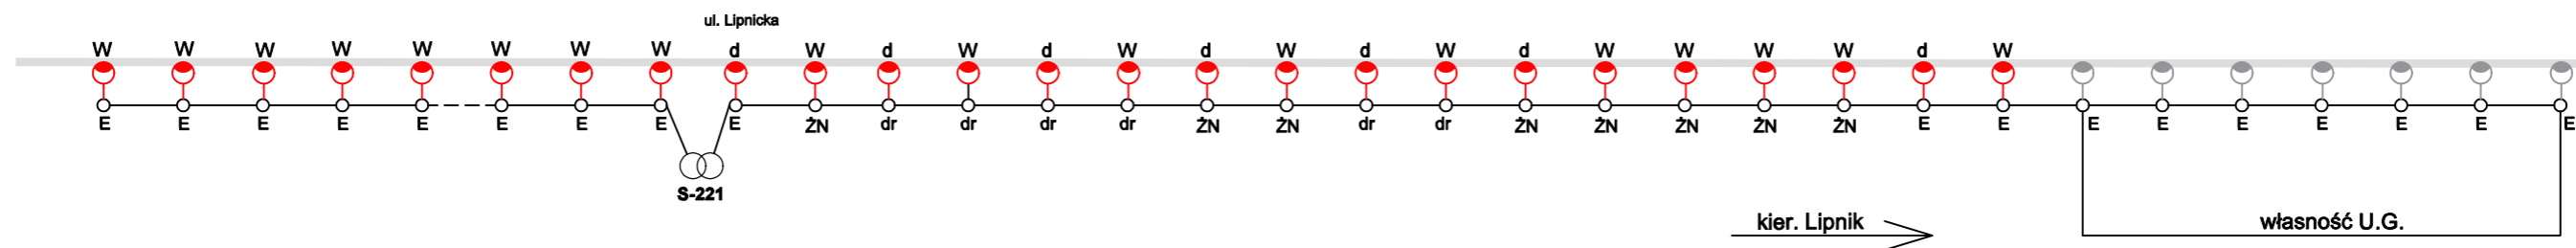 ul. Lipnicka
W W W W W W W W d W d W d W d W d W d W W W W d W
E E E E E E E E E ŻN dr dr dr dr ŻN ŻN dr dr ŻN ŻN ŻN ŻN ŻN E E E E E E E E E
S-221
kier. Lipnik
własność U.G.